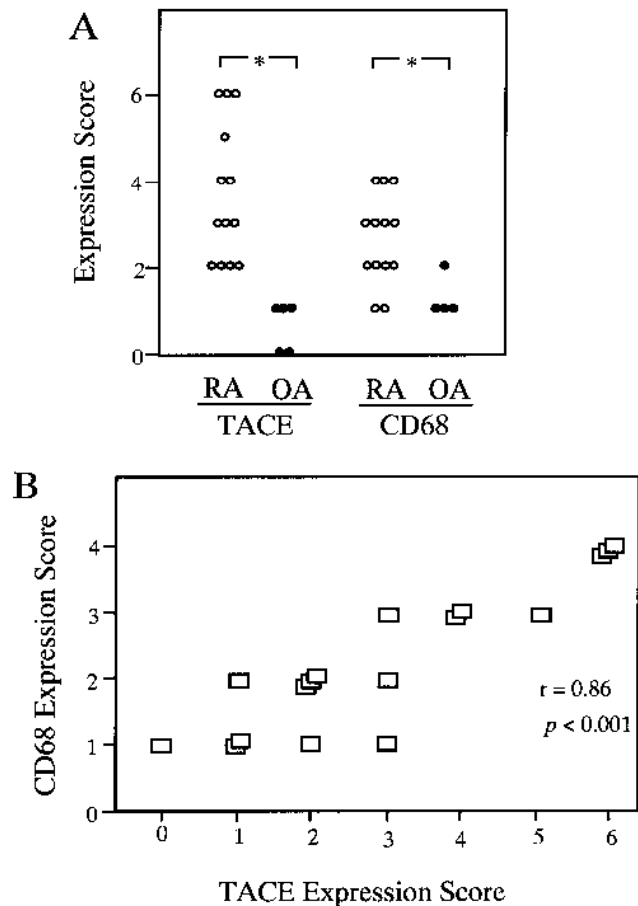 A
Expression Score
* *
6
4
2
0
RA OA RA OA
TACE CD68
B
CD68 Expression Score
4
3
2
1
0
r = 0.86
p < 0.001
0 1 2 3 4 5 6
TACE Expression Score